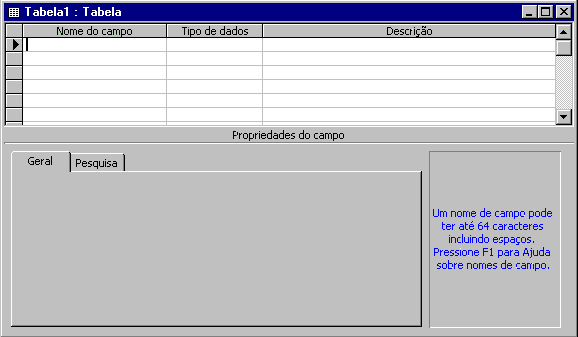 Tabela1 : Tabela
Nome do campo Tipo de dados Descrição
Propriedades do campo
Geral Pesquisa
Um nome de campo pode
ter até 64 caracteres
incluindo espaços.
Pressione F1 para Ajuda
sobre nomes de campo.